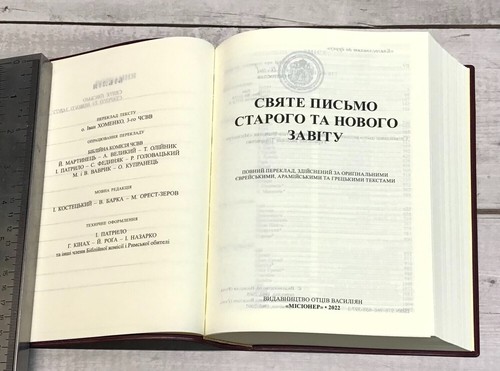 ПЕРЕКЛАД ТЕКСТУ
о. Іван ХОМЕНКО, 3-го ЧСВВ
ОПРАЦЮВАННЯ ПЕРЕКЛАДУ
БІБЛІЙНА КОМІСІЯ ЧСВВ
Й. МАРТИНЕЦЬ – А. ВЕЛИКИЙ – Т. ОЛІЙНИК
І. ПАТРИЛО – С. ФЕДИНЯК – Р. ГОЛОВАЦЬКИЙ
М. і В. ВАВРИК – О. КУПРАНЕЦЬ
МОВНА РЕДАКЦІЯ
І. КОСТЕЦЬКИЙ – В. БАРКА – М. ОРЕСТ-ЗЕРОВ
ТЕХНІЧНЕ ОФОРМЛЕННЯ
І. ПАТРИЛО
Г. КІНАХ – Й. РОГА – І. НАЗАРКО
та інші члени Біблійної комісії і Римської обителі
СВЯТЕ ПИСЬМО
СТАРОГО ТА НОВОГО
ЗАВІТУ
ПОВНИЙ ПЕРЕКЛАД, ЗДІЙСНЕНИЙ ЗА ОРИГІНАЛЬНИМИ
ЄВРЕЙСЬКИМИ, АРАМІЙСЬКИМИ ТА ГРЕЦЬКИМИ ТЕКСТАМИ
ВИДАВНИЦТВО ОТЦІВ ВАСИЛІЯН
«МІСІОНЕР» • 2022